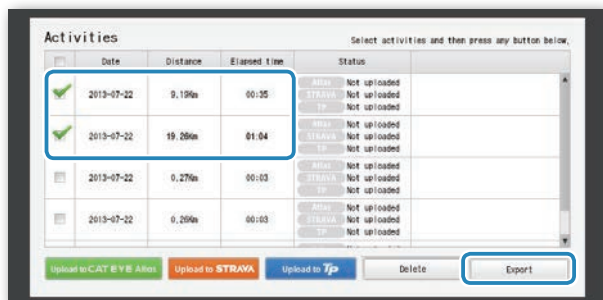 Activities
Select activities and then press any button below.
Date Distance Elapsed time Status
Atlas Not uploaded
2013-07-22 9.19Km 00:35 STRAVA Not uploaded
TP Not uploaded
Atlas Not uploaded
2013-07-22 19.26Km 01:04 STRAVA Not uploaded
TP Not uploaded
Atlas Not uploaded
2013-07-22 0.27Km 00:03 STRAVA Not uploaded
TP Not uploaded
Atlas Not uploaded
2013-07-22 0.26Km 00:03 STRAVA Not uploaded
TP Not uploaded
Upload to CATEYE Atlas Upload to STRAVA Upload to TP Delete Export